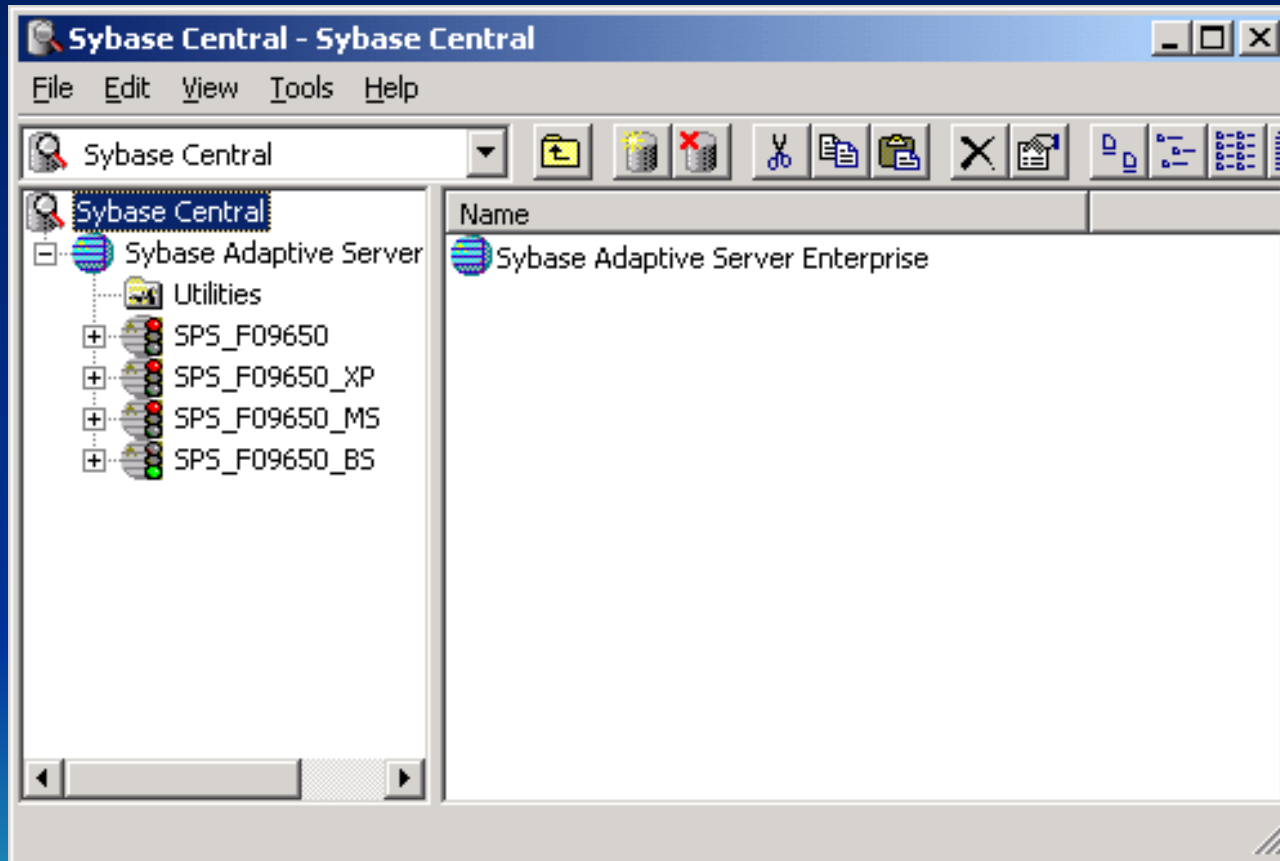 Sybase Central - Sybase Central
File Edit View Tools Help
Sybase Central
Sybase Central
Sybase Adaptive Server
Utilities
SPS_F09650
SPS_F09650_XP
SPS_F09650_MS
SPS_F09650_BS
Name
Sybase Adaptive Server Enterprise